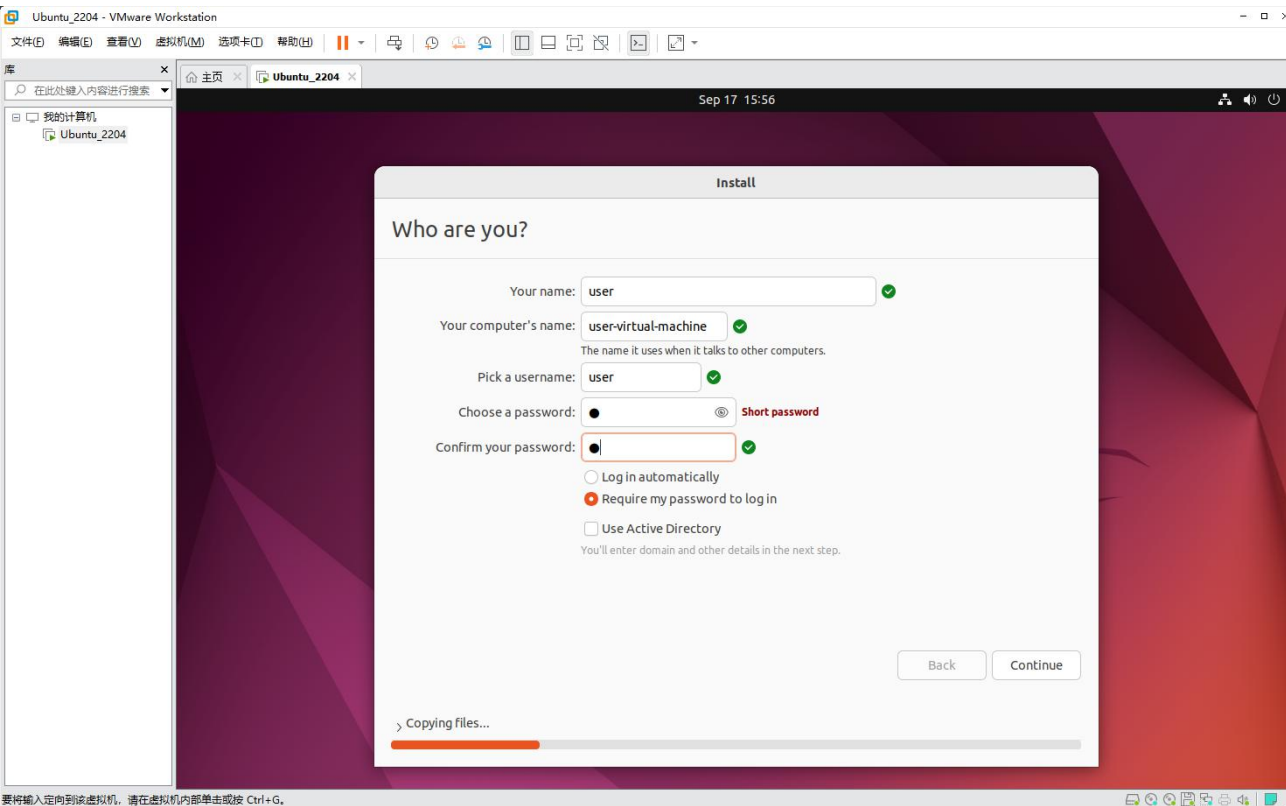 Ubuntu_2204 - VMware Workstation
文件(F) 编辑(E) 查看(V) 虚拟机(M) 选项卡(T) 帮助(H)
库
主页
Ubuntu_2204
在此处键入内容进行搜索
Sep 17 15:56
我的计算机
Ubuntu_2204
Install
Who are you?
Your name: user
Your computer's name: user-virtual-machine
The name it uses when it talks to other computers.
Pick a username: user
Choose a password: ● Short password
Confirm your password: ●
Log in automatically
Require my password to log in
Use Active Directory
You'll enter domain and other details in the next step.
Back Continue
Copying files...
要将输入定向到该虚拟机，请在虚拟机内部单击或按 Ctrl+G。